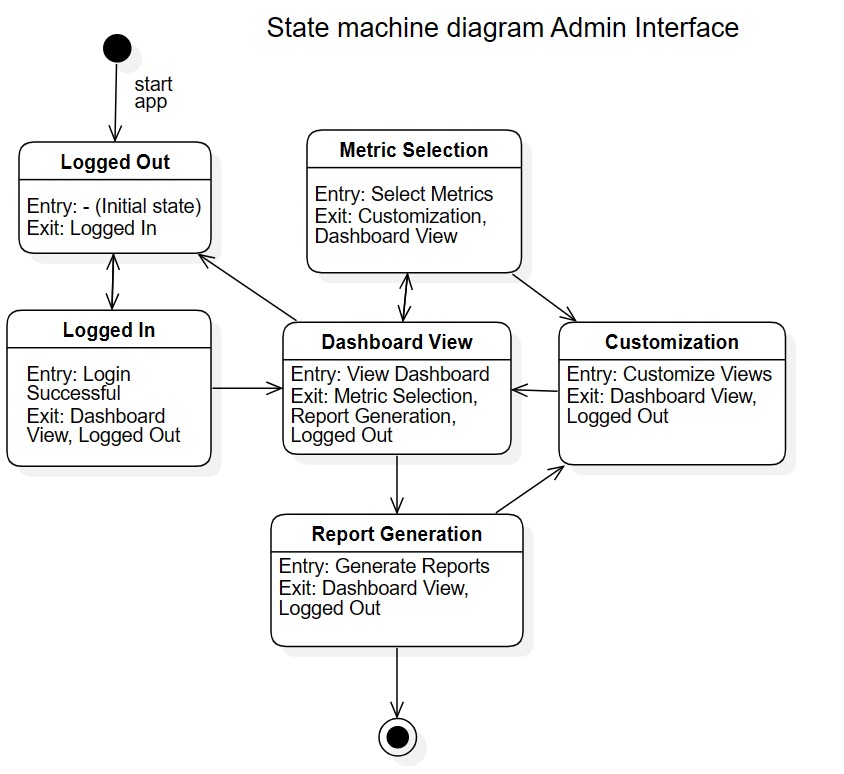 State machine diagram Admin Interface
start
app
Logged Out
Entry: - (Initial state)
Exit: Logged In
Metric Selection
Entry: Select Metrics
Exit: Customization,
Dashboard View
Logged In
Entry: Login
Successful
Exit: Dashboard
View, Logged Out
Dashboard View
Entry: View Dashboard
Exit: Metric Selection,
Report Generation,
Logged Out
Customization
Entry: Customize Views
Exit: Dashboard View,
Logged Out
Report Generation
Entry: Generate Reports
Exit: Dashboard View,
Logged Out